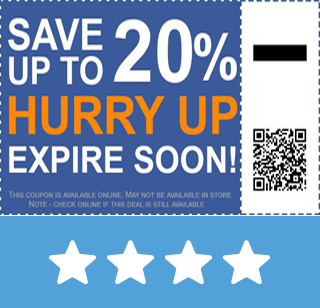 SAVE UP TO 20%
HURRY UP
EXPIRE SOON!
THIS COUPON IS AVAILABLE ONLINE. MAY NOT BE AVAILABLE IN STORE
NOTE - CHECK ONLINE IF THIS DEAL IS STILL AVAILABLE